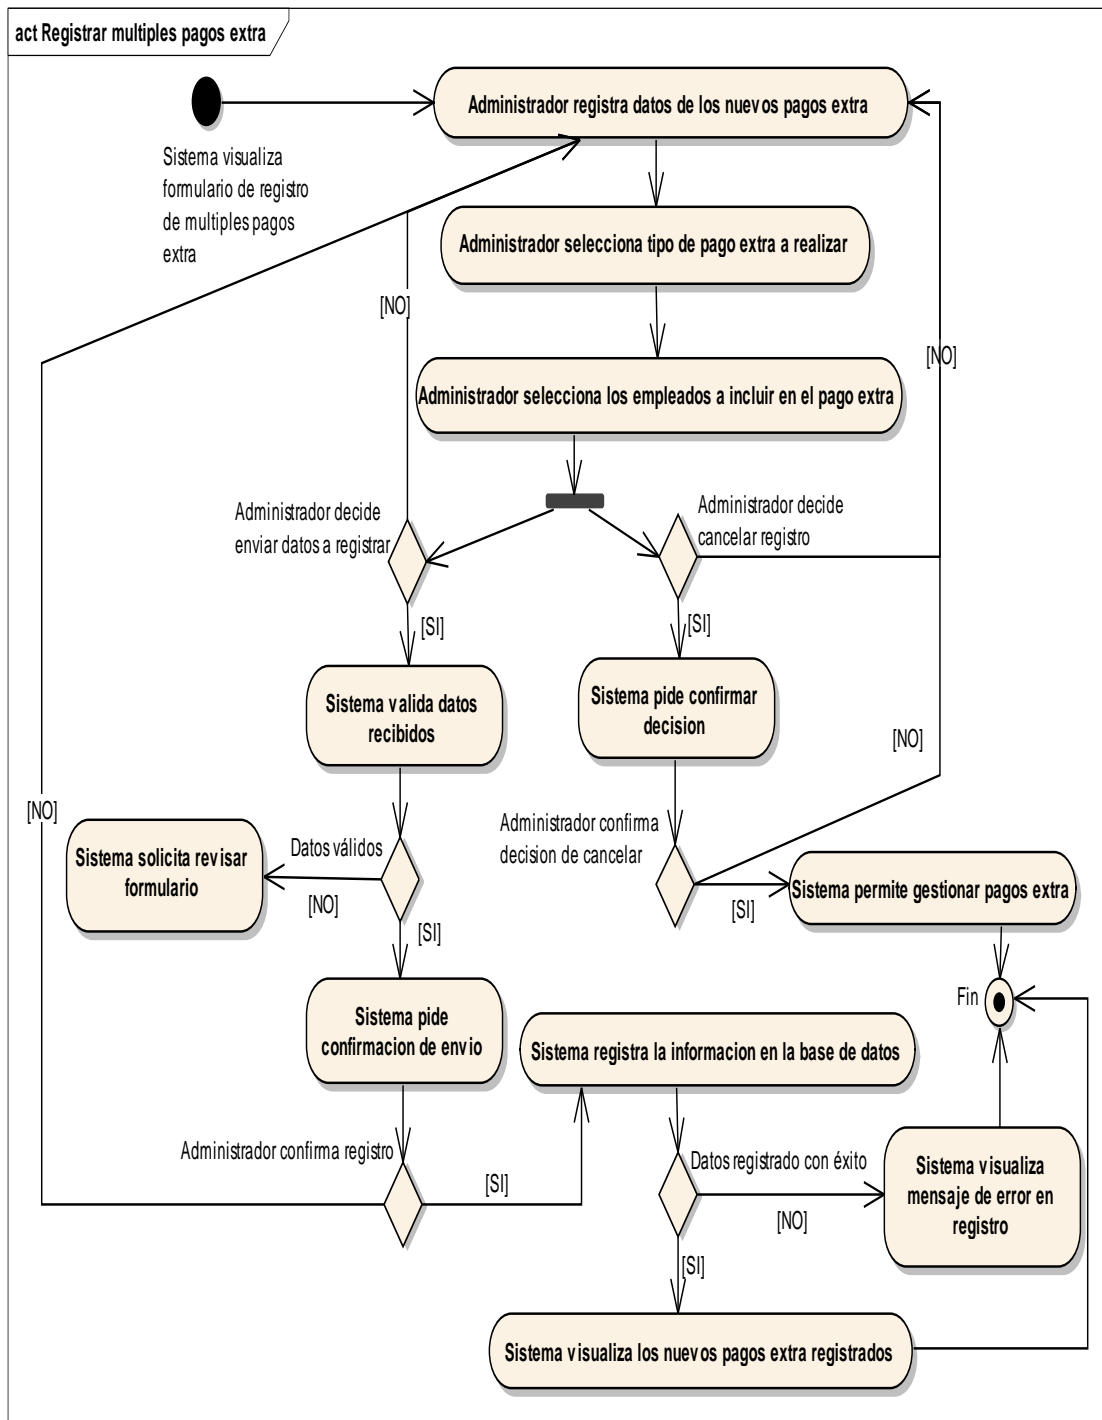 act Registrar multiples pagos extra
Administrador registra datos de los nuevos pagos extra
Sistema visualiza
formulario de registro
de multiples pagos
extra
Administrador selecciona tipo de pago extra a realizar
[NO]
[NO]
Administrador selecciona los empleados a incluir en el pago extra
Administrador decide
enviar datos a registrar
Administrador decide
cancelar registro
[SI]
[SI]
Sistema valida datos
recibidos
Sistema pide confirmar
decision
[NO]
[NO]
Administrador confirma
decision de cancelar
Datos válidos
Sistema solicita revisar
formulario
[NO]
[SI]
Sistema permite gestionar pagos extra
[SI]
Fin
Sistema pide
confirmacion de envio
Sistema registra la informacion en la base de datos
Administrador confirma registro
[SI]
Datos registrado con éxito
[NO]
Sistema visualiza
mensaje de error en
registro
[SI]
Sistema visualiza los nuevos pagos extra registrados